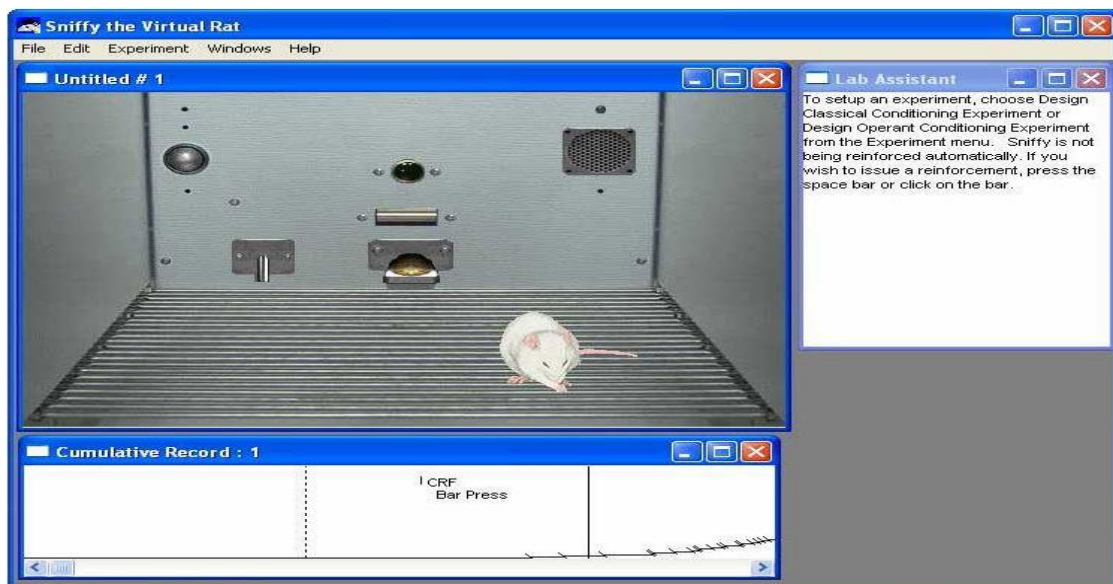 Sniffy the Virtual Rat
File Edit Experiment Windows Help
Untitled # 1
Lab Assistant
To setup an experiment, choose Design
Classical Conditioning Experiment or
Design Operant Conditioning Experiment
from the Experiment menu. Sniffy is not
being reinforced automatically. If you
wish to issue a reinforcement, press the
space bar or click on the bar.
Cumulative Record : 1
CRF
Bar Press